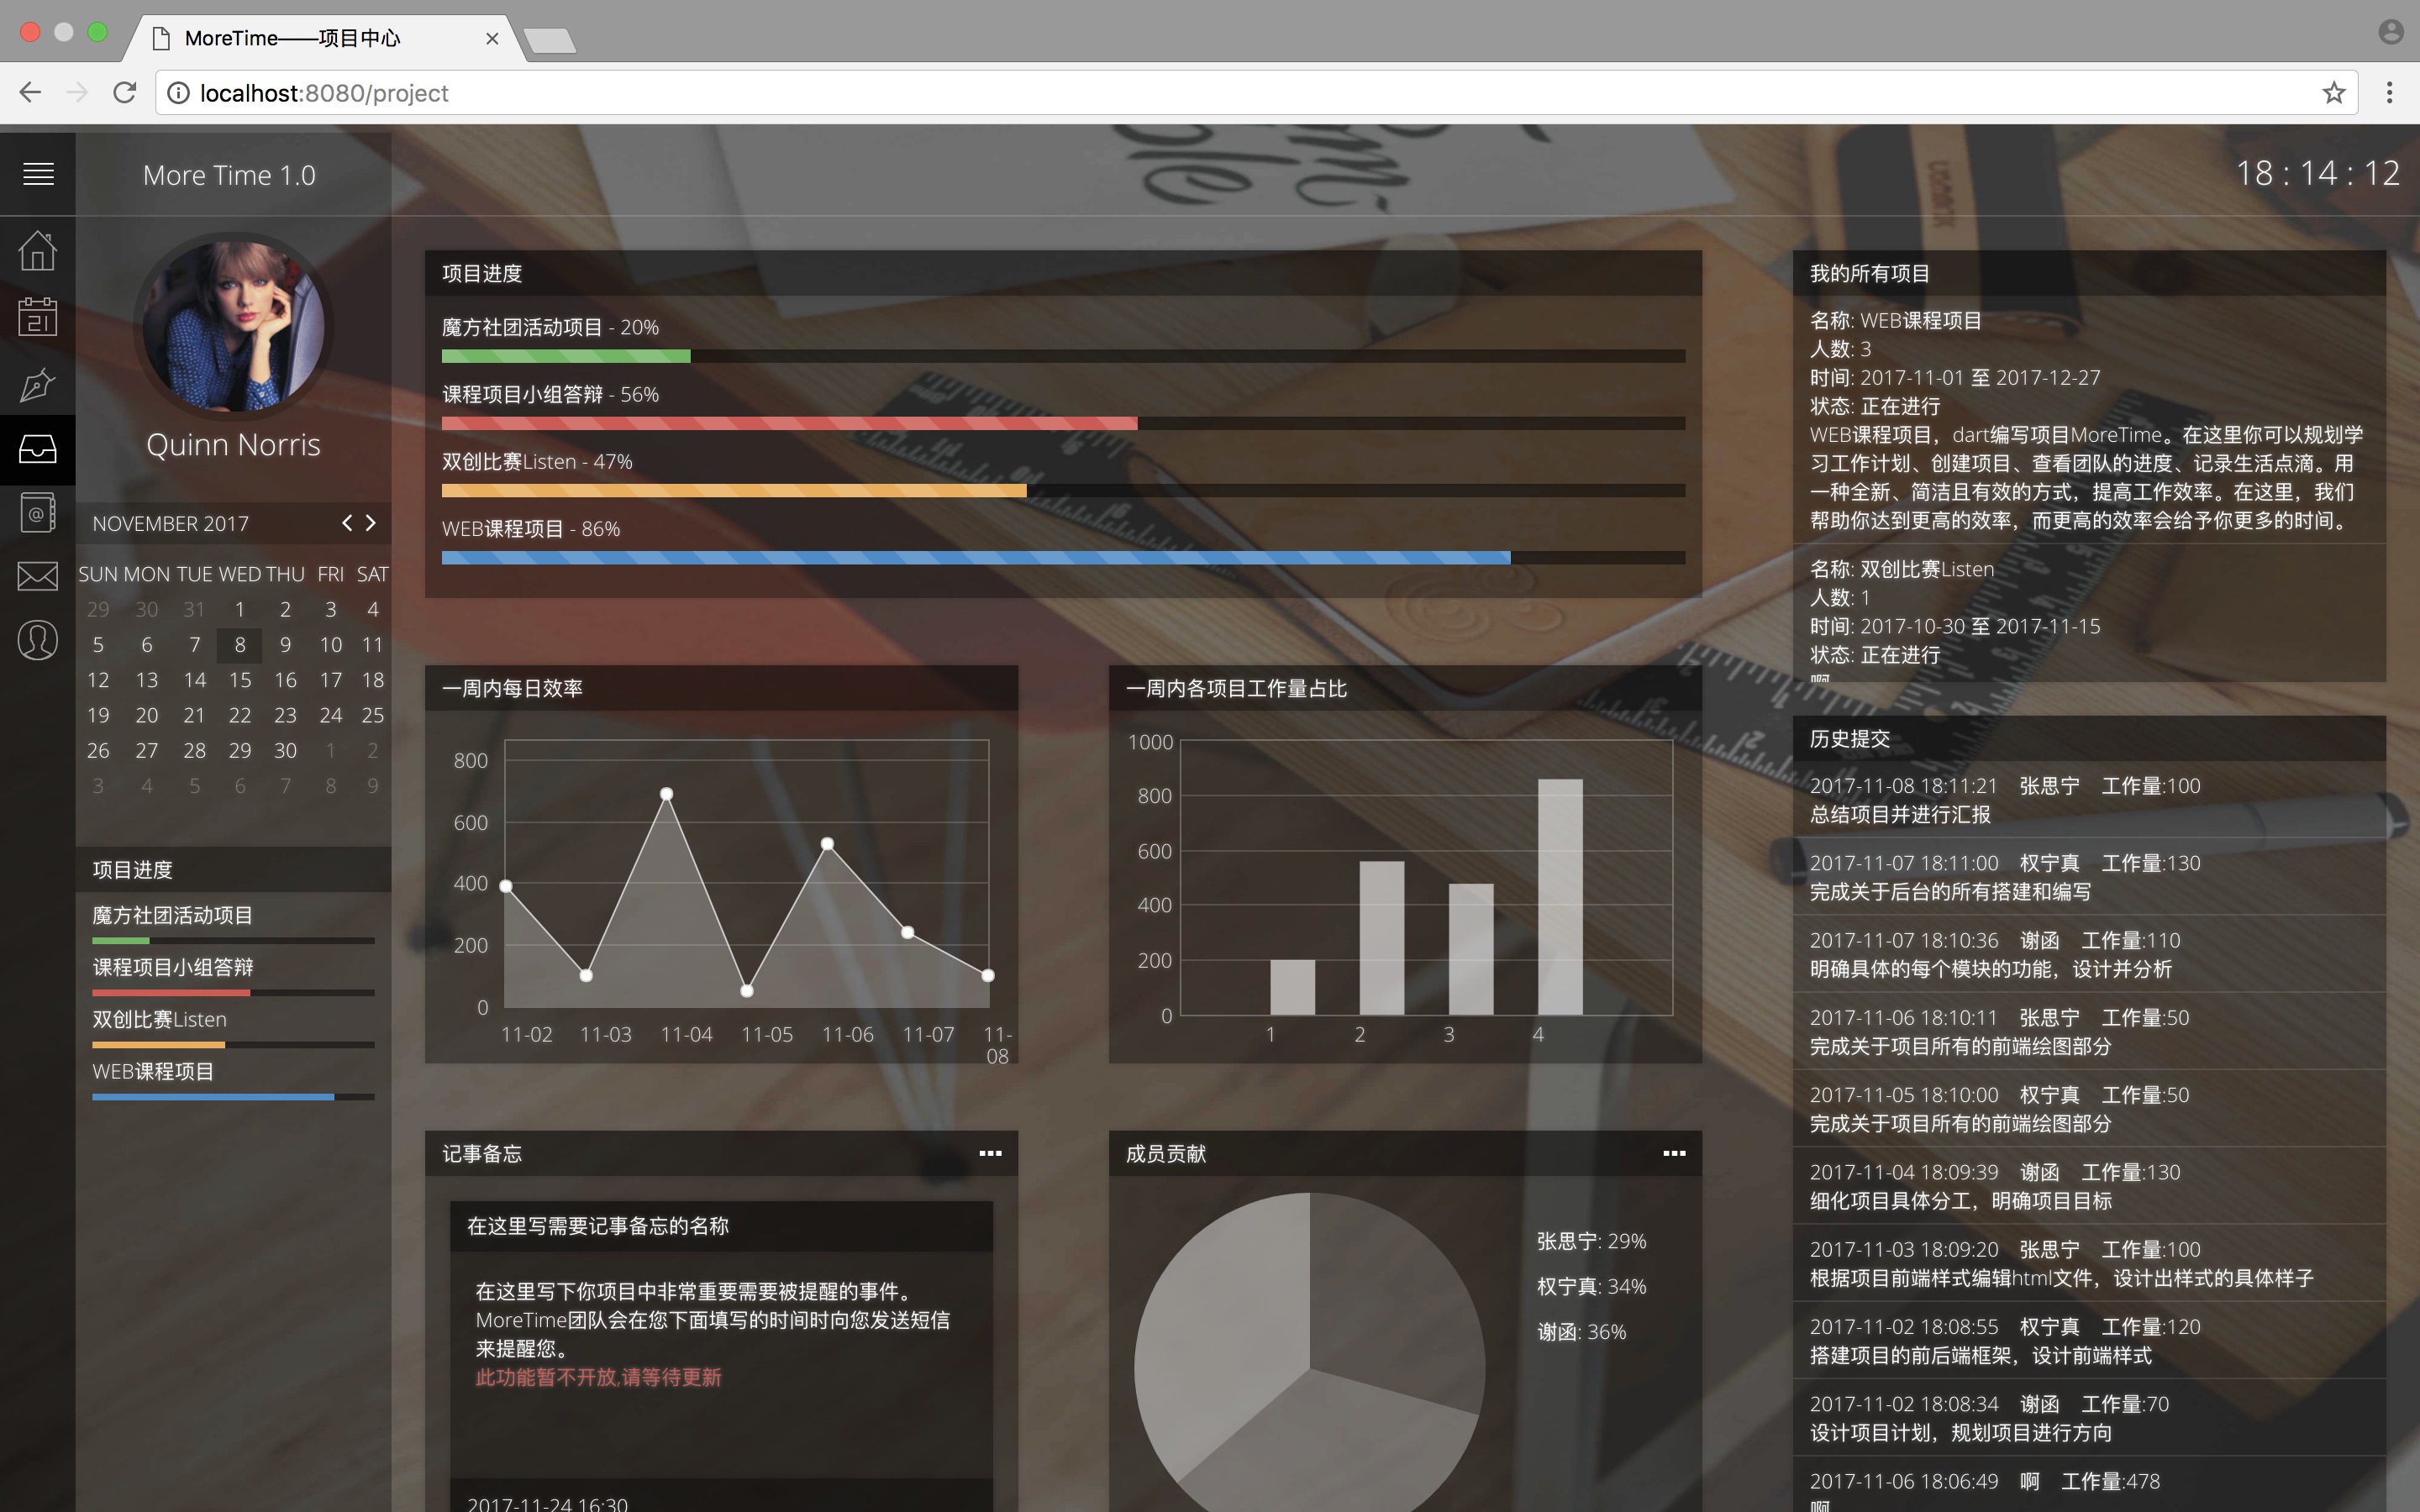 MoreTime——项目中心
localhost:8080/project
More Time 1.0
18 : 14 : 12
21
Quinn Norris
NOVEMBER 2017
SUN MON TUE WED THU FRI SAT
29 30 31 1 2 3 4
5 6 7 8 9 10 11
12 13 14 15 16 17 18
19 20 21 22 23 24 25
26 27 28 29 30 1 2
3 4 5 6 7 8 9
项目进度
魔方社团活动项目
课程项目小组答辩
双创比赛Listen
WEB课程项目
项目进度
魔方社团活动项目 - 20%
课程项目小组答辩 - 56%
双创比赛Listen - 47%
WEB课程项目 - 86%
一周内每日效率
800
600
400
200
0
11-02 11-03 11-04 11-05 11-06 11-07 11-
08
一周内各项目工作量占比
1000
800
600
400
200
0
1 2 3 4
记事备忘
在这里写需要记事备忘的名称
在这里写下你项目中非常重要需要被提醒的事件。
MoreTime团队会在您下面填写的时间时向您发送短信
来提醒您。
此功能暂不开放,请等待更新
2017-11-24 16:30
成员贡献
张思宁: 29%
权宁真: 34%
谢函: 36%
我的所有项目
名称: WEB课程项目
人数: 3
时间: 2017-11-01 至 2017-12-27
状态: 正在进行
WEB课程项目，dart编写项目MoreTime。在这里你可以规划学
习工作计划、创建项目、查看团队的进度、记录生活点滴。用
一种全新、简洁且有效的方式，提高工作效率。在这里，我们
帮助你达到更高的效率，而更高的效率会给予你更多的时间。
名称: 双创比赛Listen
人数: 1
时间: 2017-10-30 至 2017-11-15
状态: 正在进行
啊
历史提交
2017-11-08 18:11:21 张思宁 工作量:100
总结项目并进行汇报
2017-11-07 18:11:00 权宁真 工作量:130
完成关于后台的所有搭建和编写
2017-11-07 18:10:36 谢函 工作量:110
明确具体的每个模块的功能，设计并分析
2017-11-06 18:10:11 张思宁 工作量:50
完成关于项目所有的前端绘图部分
2017-11-05 18:10:00 权宁真 工作量:50
完成关于项目所有的前端绘图部分
2017-11-04 18:09:39 谢函 工作量:130
细化项目具体分工，明确项目目标
2017-11-03 18:09:20 张思宁 工作量:100
根据项目前端样式编辑html文件，设计出样式的具体样子
2017-11-02 18:08:55 权宁真 工作量:120
搭建项目的前后端框架，设计前端样式
2017-11-02 18:08:34 谢函 工作量:70
设计项目计划，规划项目进行方向
2017-11-06 18:06:49 啊 工作量:478
啊